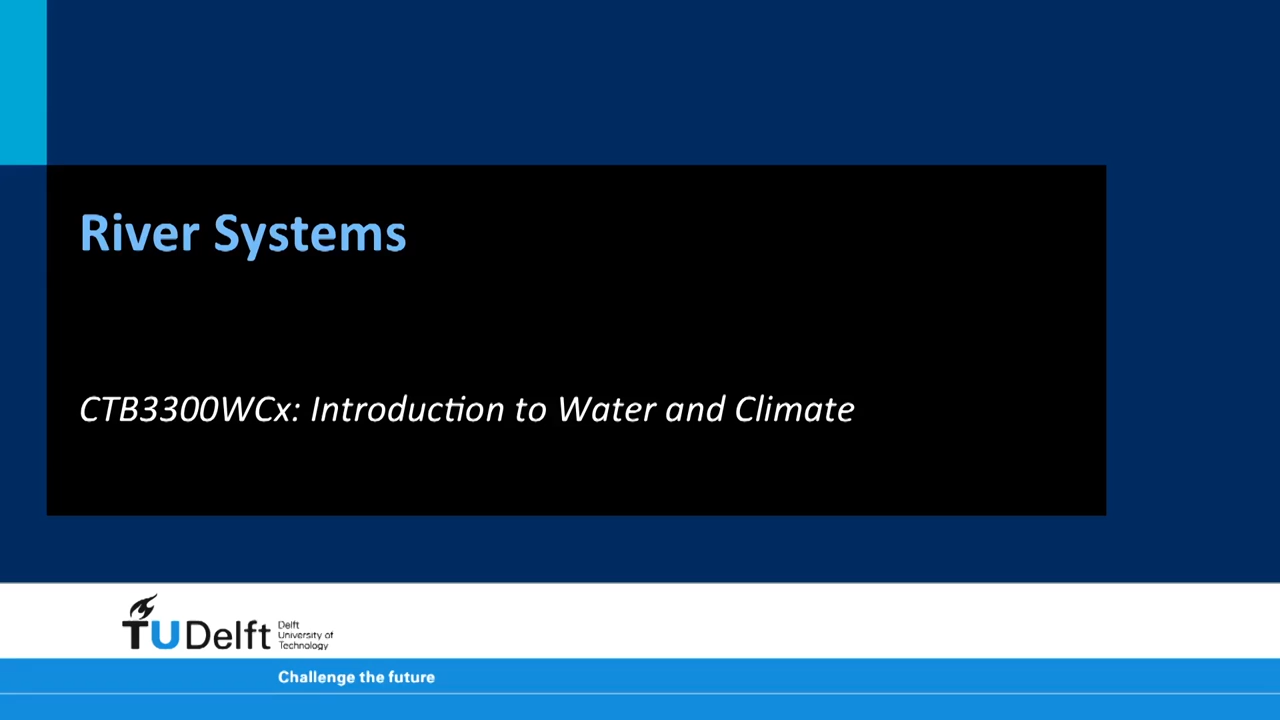 River Systems
CTB3300WCx: Introduction to Water and Climate
TUDelft
Delft
University of
Technology
Challenge the future